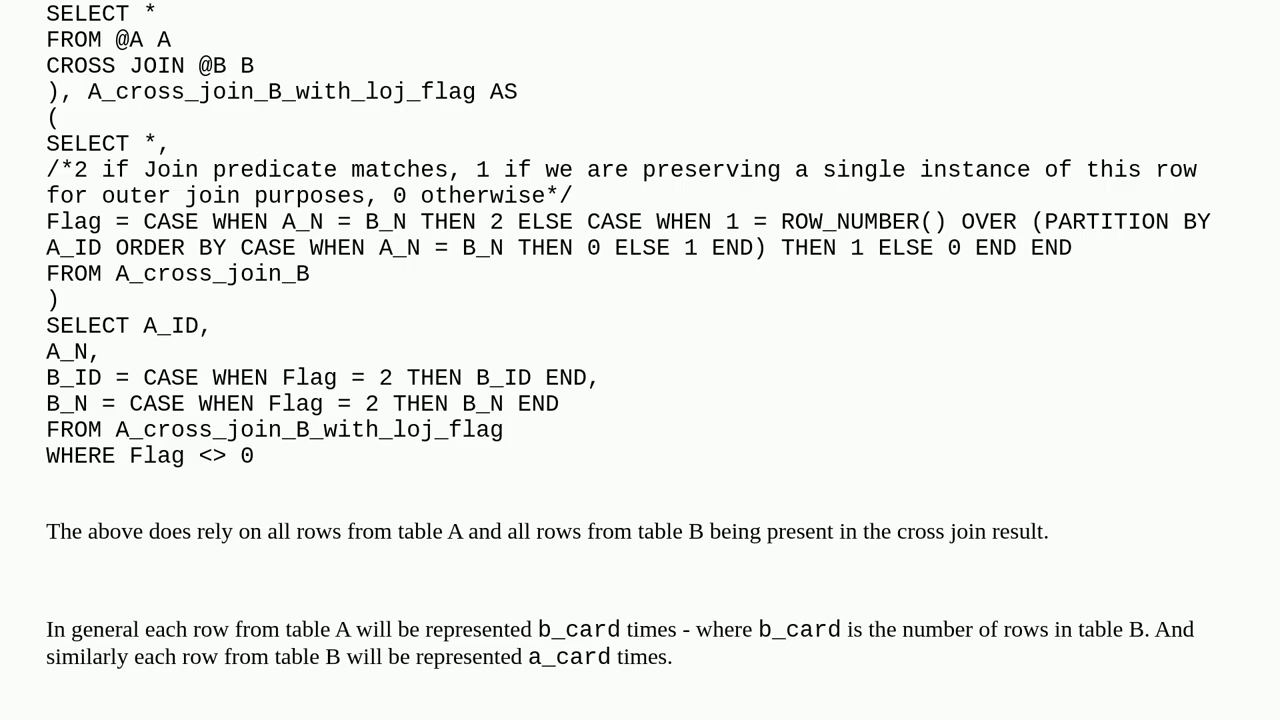 SELECT *
FROM @A A
CROSS JOIN @B B
), A_cross_join_B_with_loj_flag AS
(
SELECT *,
/*2 if Join predicate matches, 1 if we are preserving a single instance of this row
for outer join purposes, 0 otherwise*/
Flag = CASE WHEN A_N = B_N THEN 2 ELSE CASE WHEN 1 = ROW_NUMBER() OVER (PARTITION BY
A_ID ORDER BY CASE WHEN A_N = B_N THEN 0 ELSE 1 END) THEN 1 ELSE 0 END END
FROM A_cross_join_B
)
SELECT A_ID,
A_N,
B_ID = CASE WHEN Flag = 2 THEN B_ID END,
B_N = CASE WHEN Flag = 2 THEN B_N END
FROM A_cross_join_B_with_loj_flag
WHERE Flag <> 0
The above does rely on all rows from table A and all rows from table B being present in the cross join result.
In general each row from table A will be represented b_card times - where b_card is the number of rows in table B. And
similarly each row from table B will be represented a_card times.